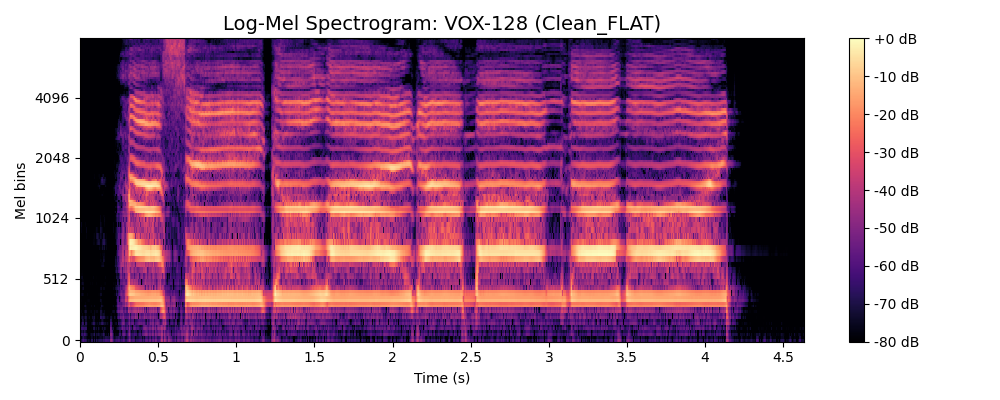 Log-Mel Spectrogram: VOX-128 (Clean_FLAT)
Mel bins
4096
2048
1024
512
0
0
0.5
1
1.5
2
2.5
3
3.5
4
4.5
Time (s)
+0 dB
-10 dB
-20 dB
-30 dB
-40 dB
-50 dB
-60 dB
-70 dB
-80 dB